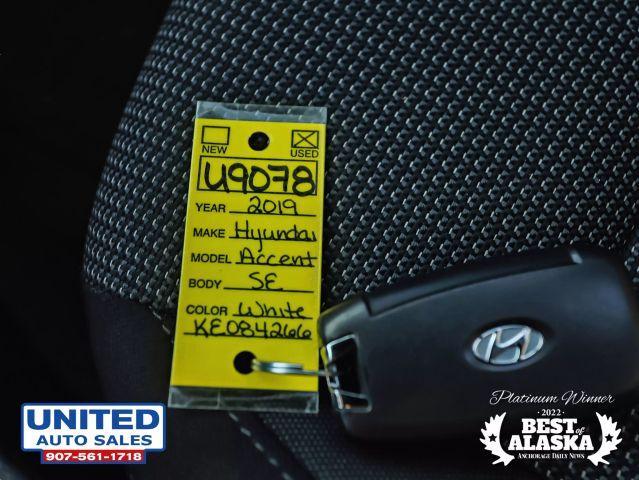 NEW USED
U9078
YEAR 2019
MAKE Hyundai
MODEL Accent
BODY SE
COLOR White
KE084266
UNITED
AUTO SALES
907-561-1718
Platinum Winner
·2022·
BEST of
ALASKA
ANCHORAGE DAILY NEWS